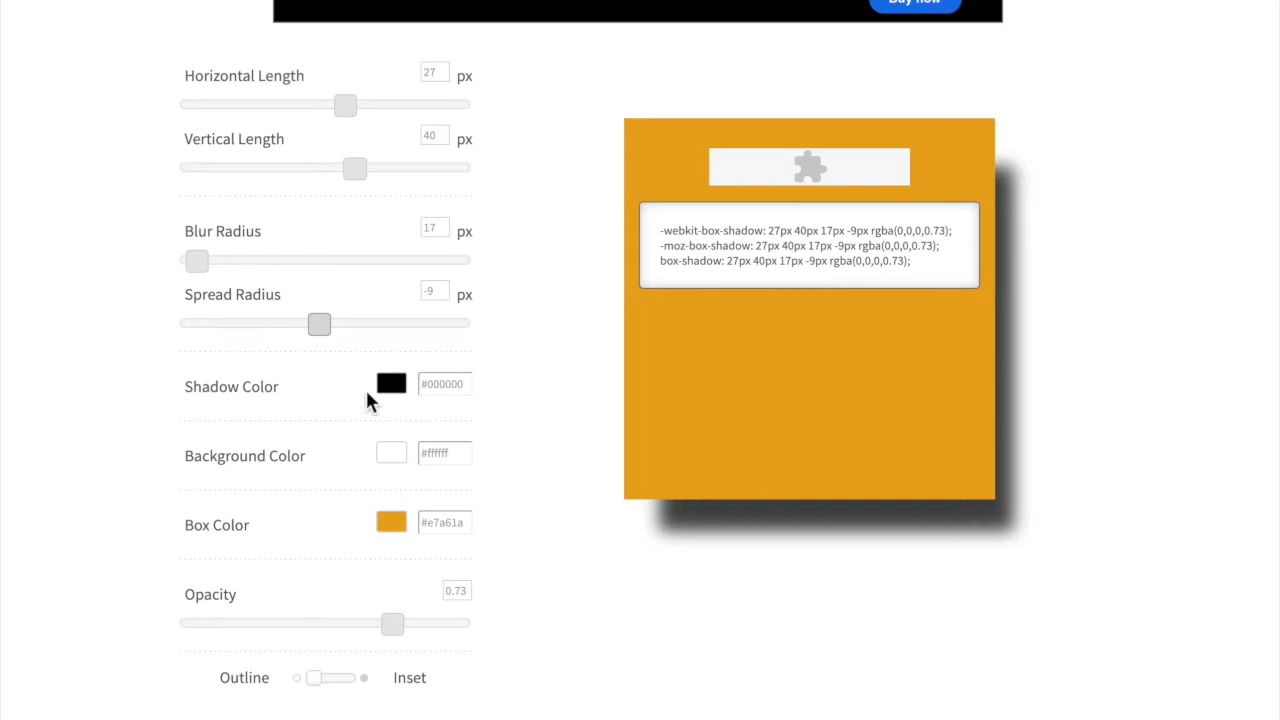 Buy now
Horizontal Length 27 px
Vertical Length 40 px
Blur Radius 17 px
Spread Radius -9 px
Shadow Color #000000
Background Color #ffffff
Box Color #e7a61a
Opacity 0.73
Outline Inset
-webkit-box-shadow: 27px 40px 17px -9px rgba(0,0,0,0.73);
-moz-box-shadow: 27px 40px 17px -9px rgba(0,0,0,0.73);
box-shadow: 27px 40px 17px -9px rgba(0,0,0,0.73);